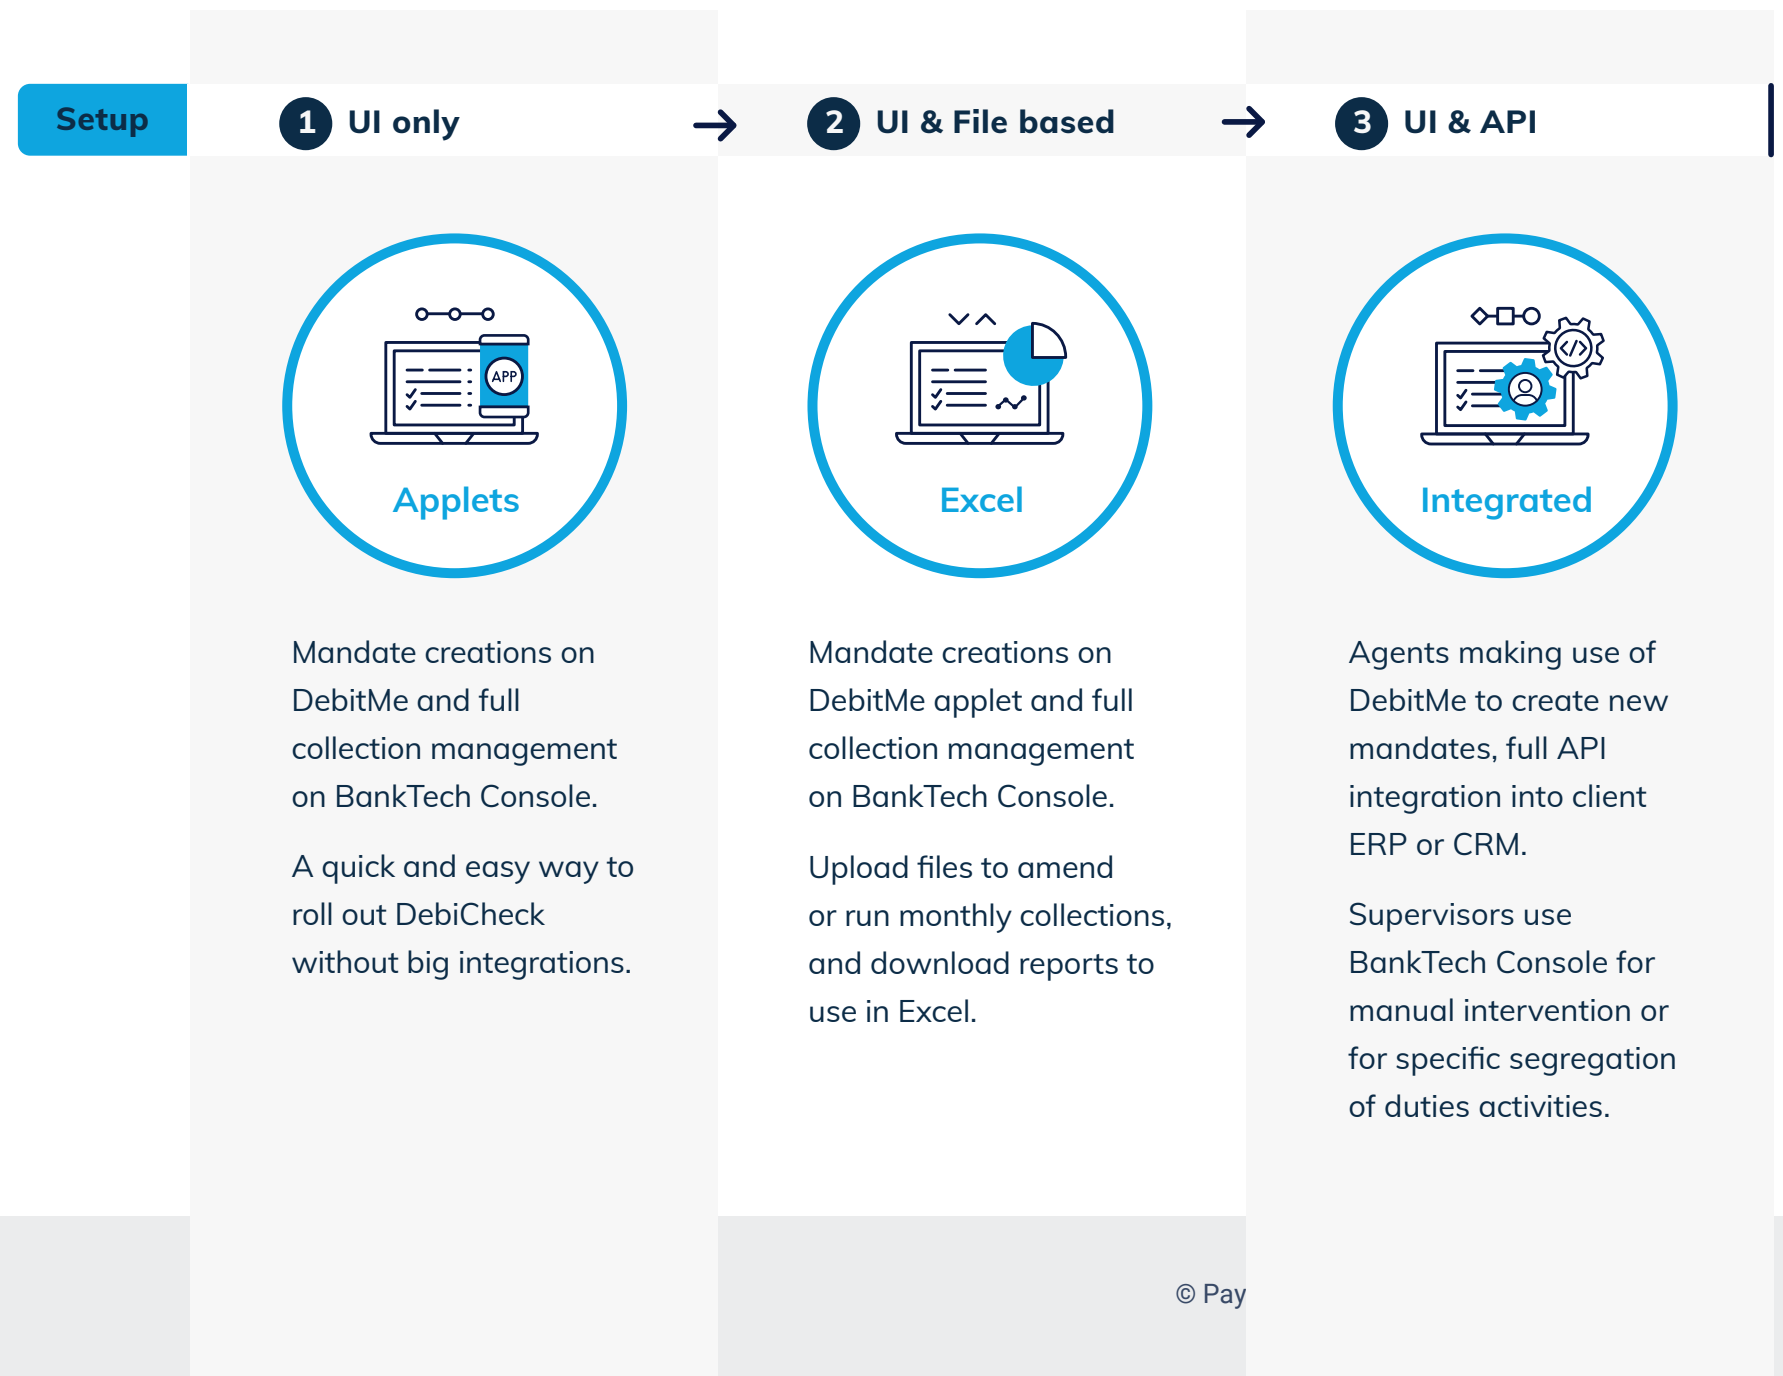 Setup
1 UI only
2 UI & File based
3 UI & API
APP
</>
Applets
Excel
Integrated
Mandate creations on
DebitMe and full
collection management
on BankTech Console.
A quick and easy way to
roll out DebiCheck
without big integrations.
Mandate creations on
DebitMe applet and full
collection management
on BankTech Console.
Upload files to amend
or run monthly collections,
and download reports to
use in Excel.
Agents making use of
DebitMe to create new
mandates, full API
integration into client
ERP or CRM.
Supervisors use
BankTech Console for
manual intervention or
for specific segregation
of duties activities.
© Pay